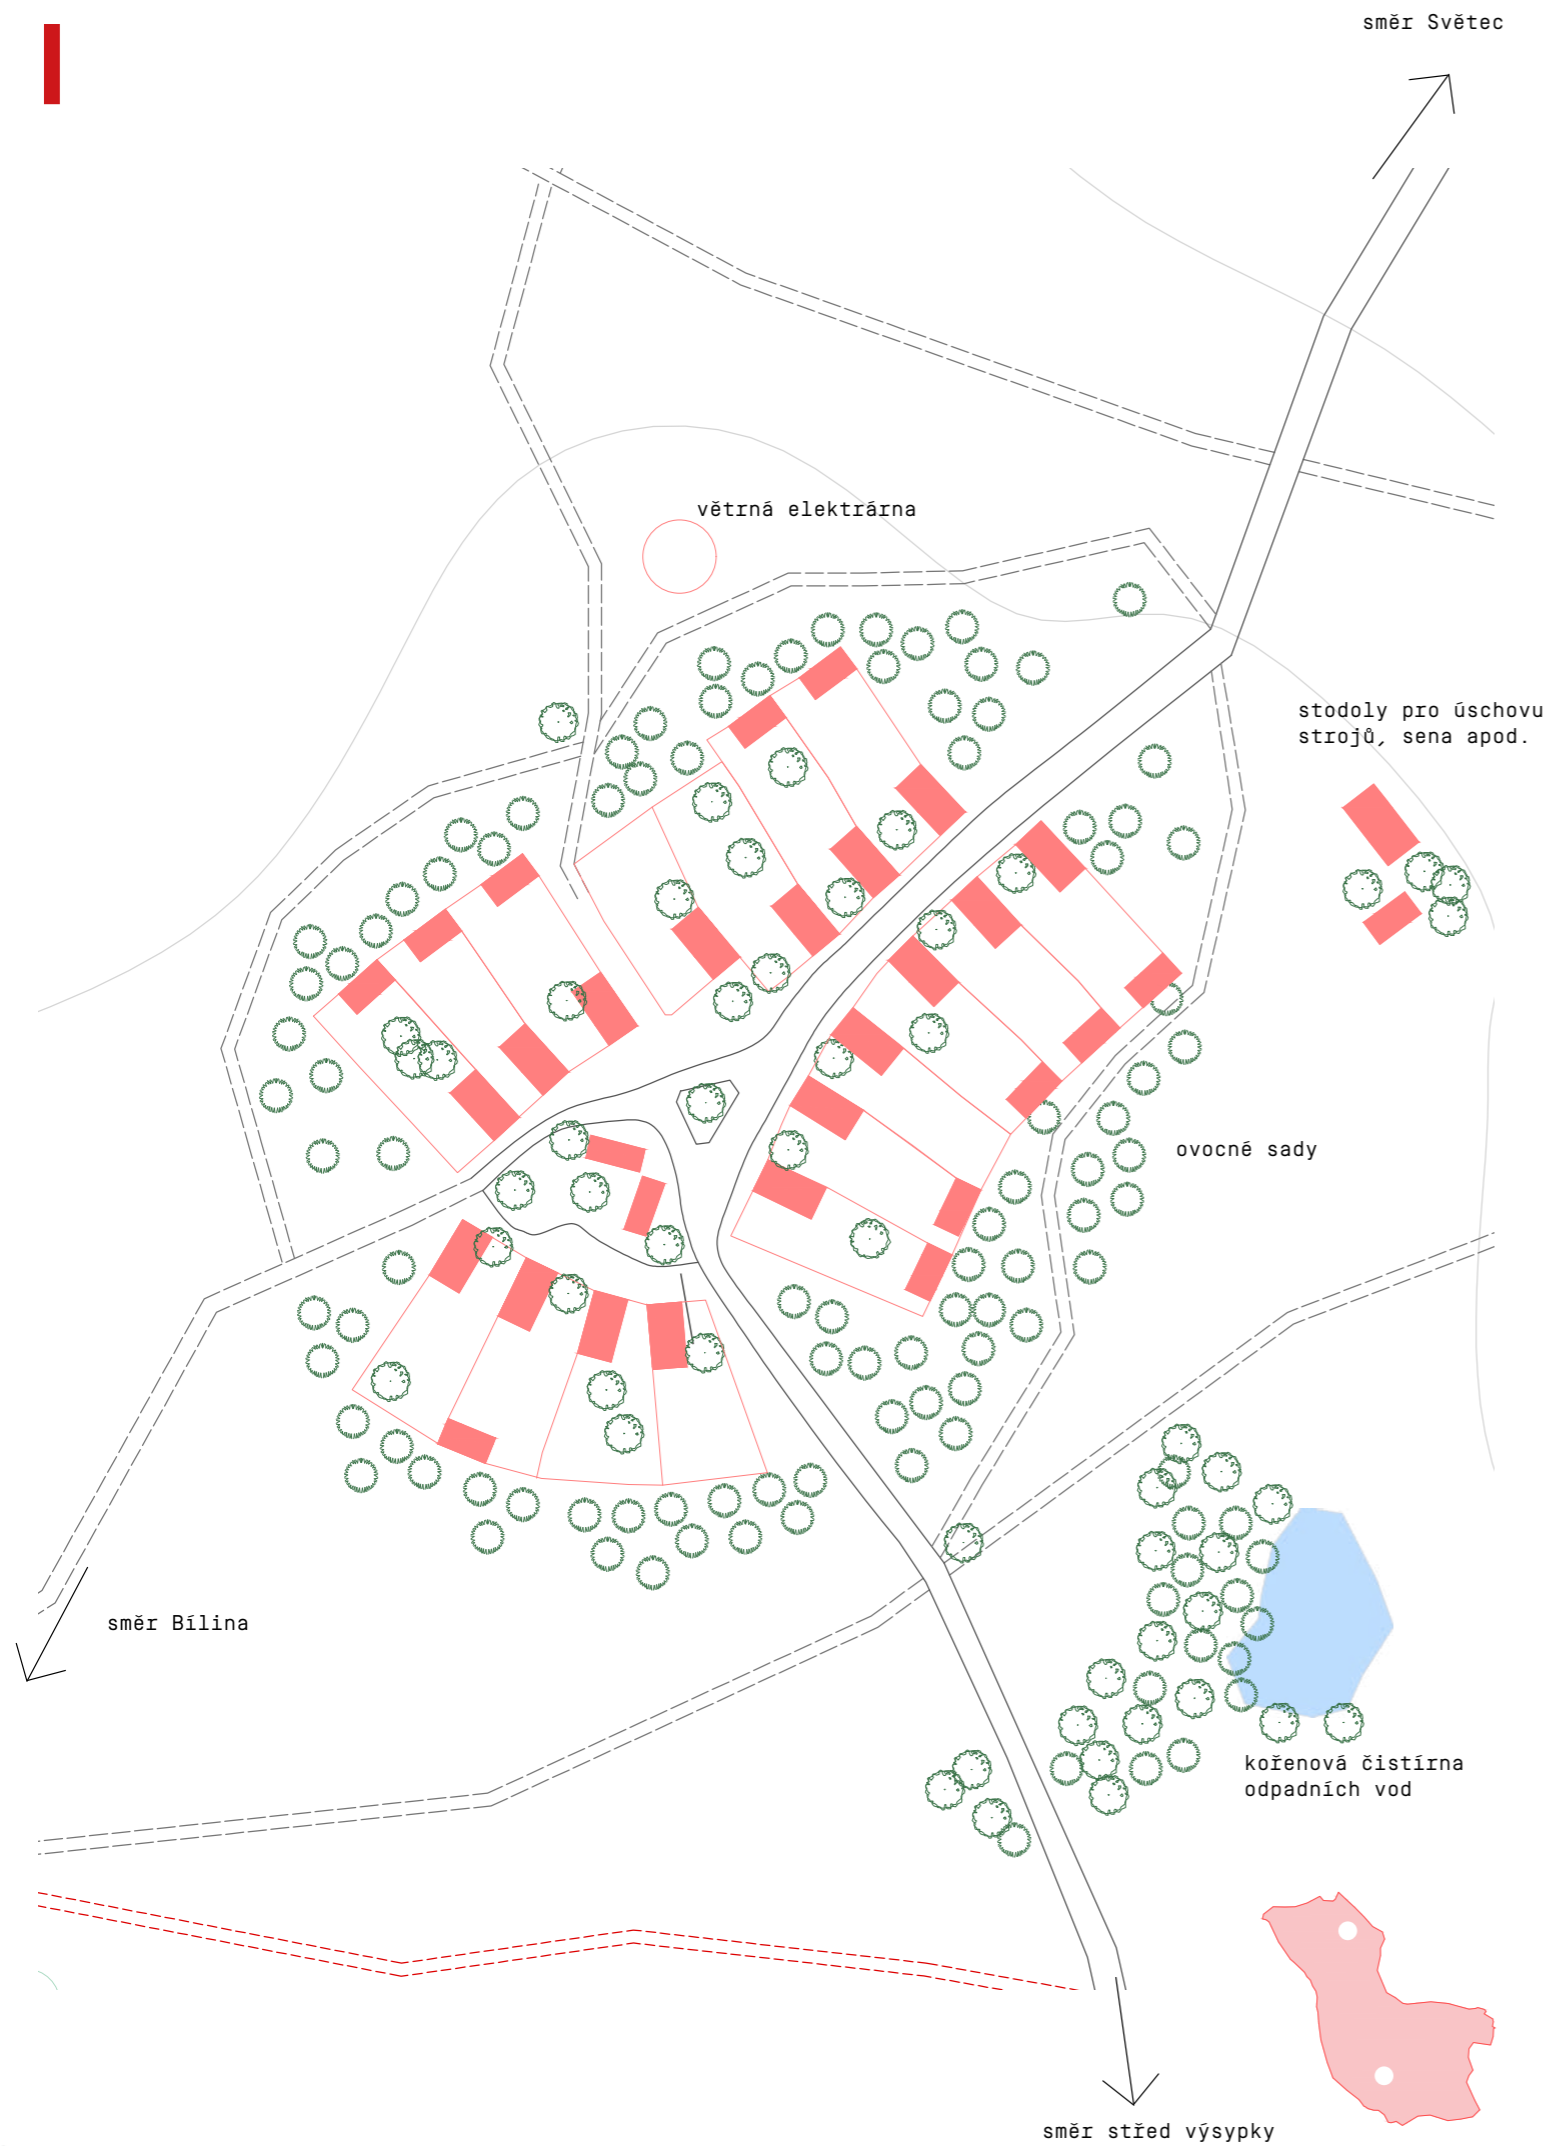 směr Světec
větrná elektrárna
stodoly pro úschovu
strojů, sena apod.
ovocné sady
směr Bílina
kořenová čistírna
odpadních vod
směr střed výsypky